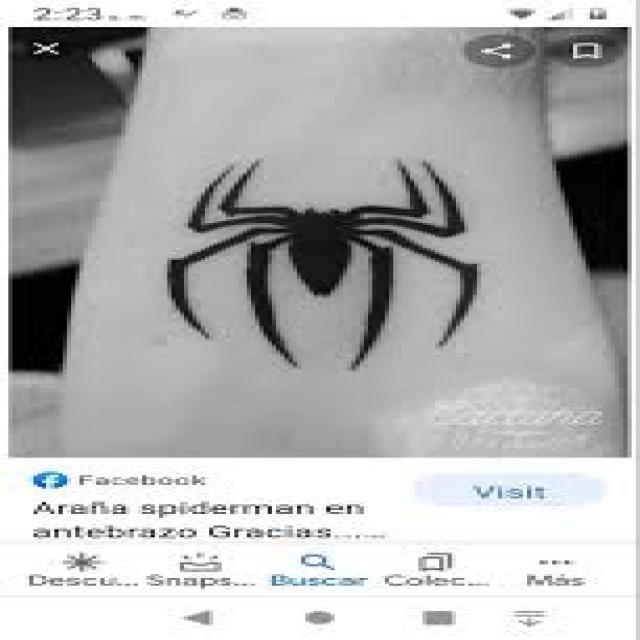 2:23
Facebook
Visit
Araña spiderman en
antebrazo Gracias......
Descu... Snaps... Buscar Colec... Más